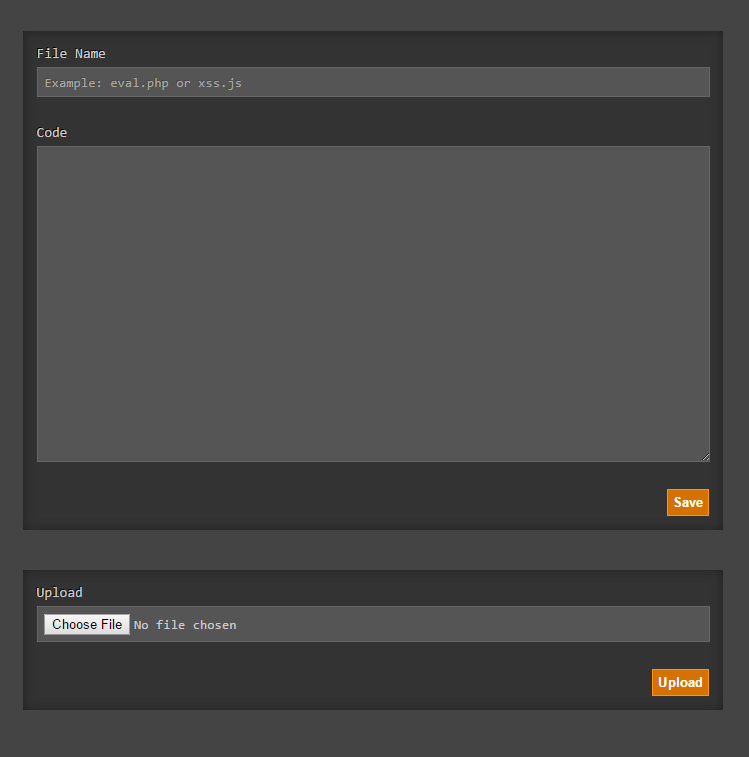 File Name
Example: eval.php or xss.js
Code
Save
Upload
Choose File No file chosen
Upload